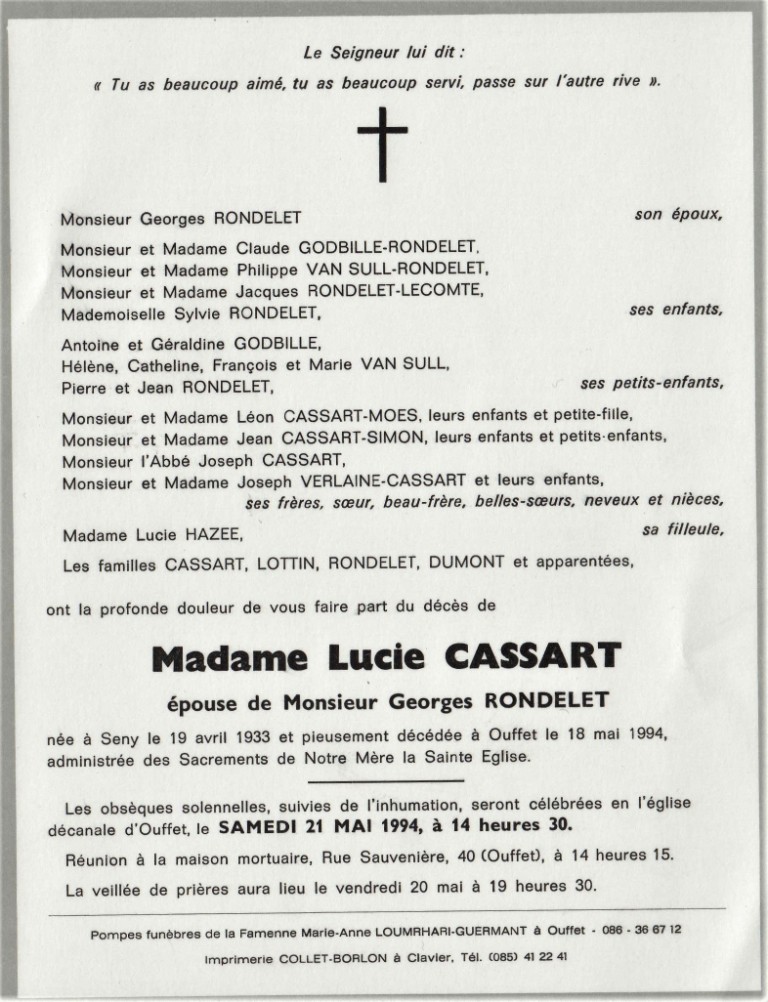 Le Seigneur lui dit :
« Tu as beaucoup aimé, tu as beaucoup servi, passe sur l'autre rive ».
Monsieur Georges RONDELET son époux,
Monsieur et Madame Claude GODBILLE-RONDELET,
Monsieur et Madame Philippe VAN SULL-RONDELET,
Monsieur et Madame Jacques RONDELET-LECOMTE,
Mademoiselle Sylvie RONDELET, ses enfants,
Antoine et Géraldine GODBILLE,
Hélène, Catheline, François et Marie VAN SULL,
Pierre et Jean RONDELET, ses petits-enfants,
Monsieur et Madame Léon CASSART-MOES, leurs enfants et petite-fille,
Monsieur et Madame Jean CASSART-SIMON, leurs enfants et petits-enfants,
Monsieur l'Abbé Joseph CASSART,
Monsieur et Madame Joseph VERLAINE-CASSART et leurs enfants,
ses frères, sœur, beau-frère, belles-sœurs, neveux et nièces,
Madame Lucie HAZEE, sa filleule,
Les familles CASSART, LOTTIN, RONDELET, DUMONT et apparentées,
ont la profonde douleur de vous faire part du décès de
Madame Lucie CASSART
épouse de Monsieur Georges RONDELET
née à Seny le 19 avril 1933 et pieusement décédée à Ouffet le 18 mai 1994,
administrée des Sacrements de Notre Mère la Sainte Eglise.
Les obsèques solennelles, suivies de l'inhumation, seront célébrées en l'église
décanale d'Ouffet, le SAMEDI 21 MAI 1994, à 14 heures 30.
Réunion à la maison mortuaire, Rue Sauvenière, 40 (Ouffet), à 14 heures 15.
La veillée de prières aura lieu le vendredi 20 mai à 19 heures 30.
Pompes funèbres de la Famenne Marie-Anne LOUMRHARI-GUERMANT à Ouffet - 086 - 36 67 12
Imprimerie COLLET-BORLON à Clavier, Tél. (085) 41 22 41